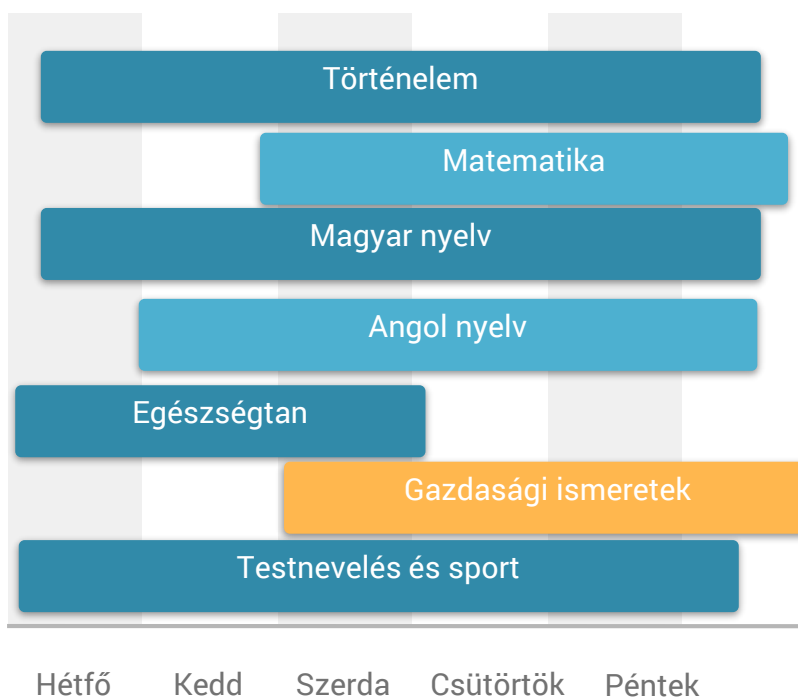 Történelem
Matematika
Magyar nyelv
Angol nyelv
Egészségtan
Gazdasági ismeretek
Testnevelés és sport
Hétfő Kedd Szerda Csütörtök Péntek